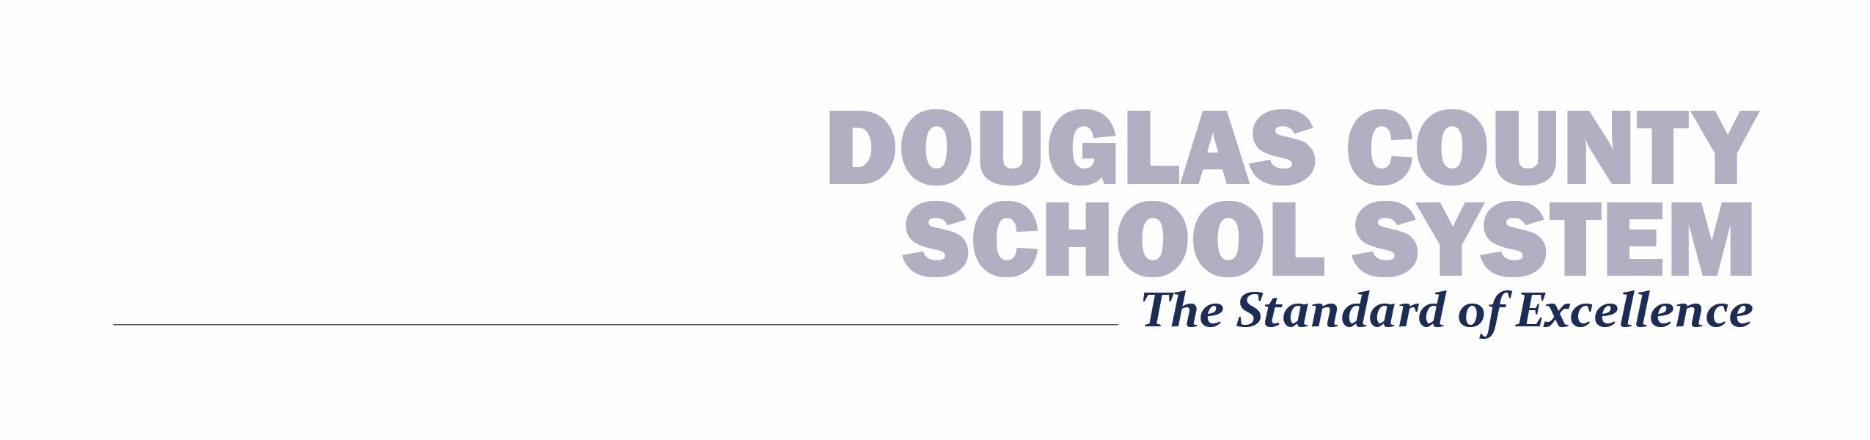 DOUGLAS COUNTY
SCHOOL SYSTEM
The Standard of Excellence